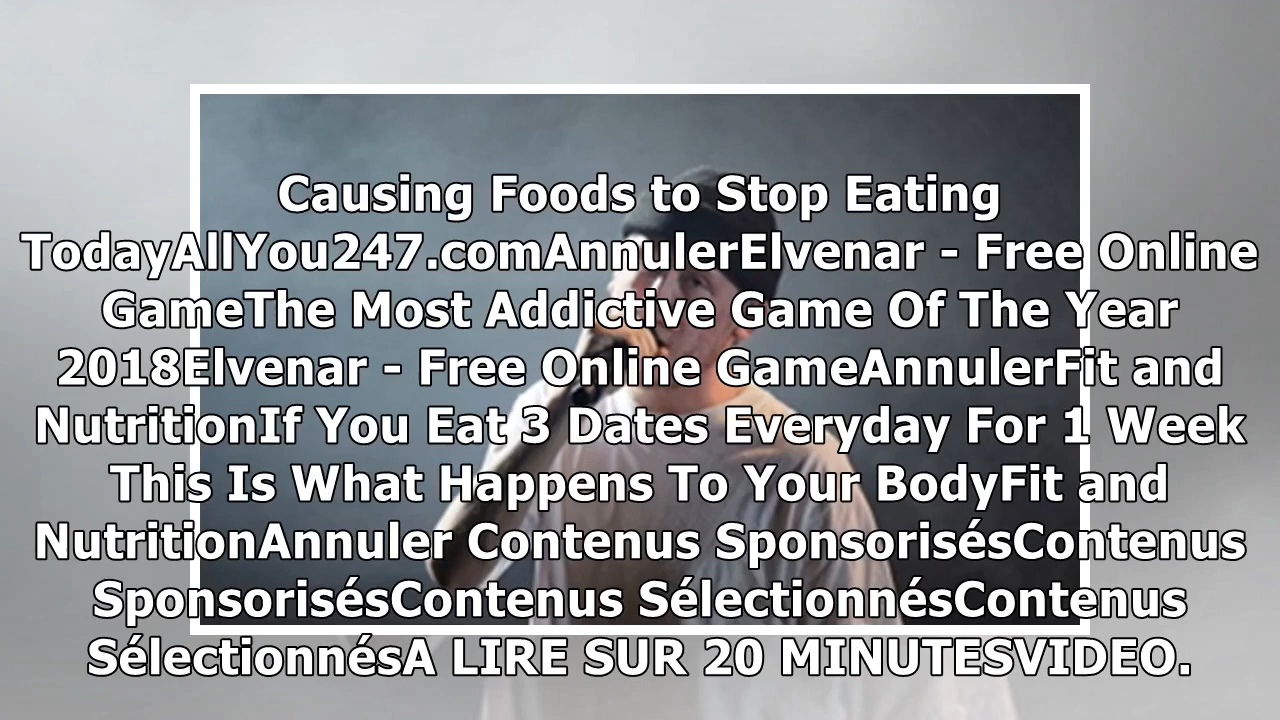 Causing Foods to Stop Eating
TodayAllYou247.comAnnulerElvenar - Free Online
GameThe Most Addictive Game Of The Year
2018Elvenar - Free Online GameAnnulerFit and
NutritionIf You Eat 3 Dates Everyday For 1 Week
This Is What Happens To Your BodyFit and
NutritionAnnuler Contenus SponsorisésContenus
SponsorisésContenus SélectionnésContenus
SélectionnésA LIRE SUR 20 MINUTESVIDEO.